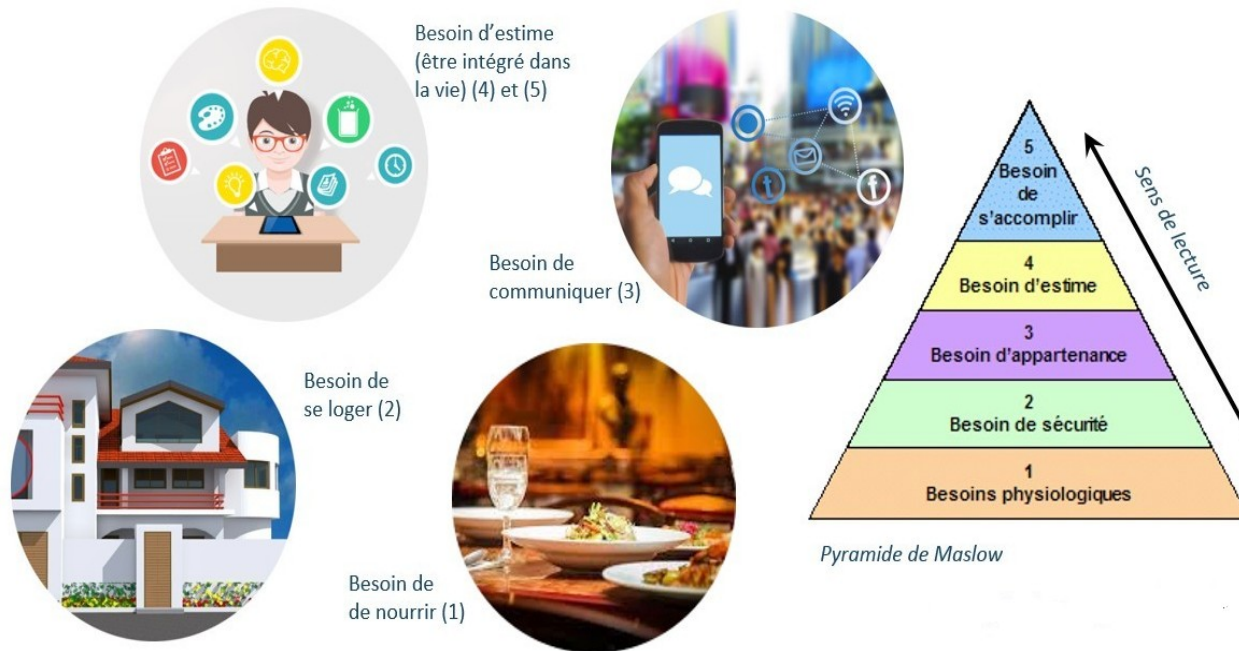 Besoin d'estime
(être intégré dans
la vie) (4) et (5)
Besoin de
communiquer (3)
Besoin de
se loger (2)
Besoin de
de nourrir (1)
5
Besoin
de
s'accomplir
4
Besoin d'estime
3
Besoin d'appartenance
2
Besoin de sécurité
1
Besoins physiologiques
Sens de lecture
Pyramide de Maslow